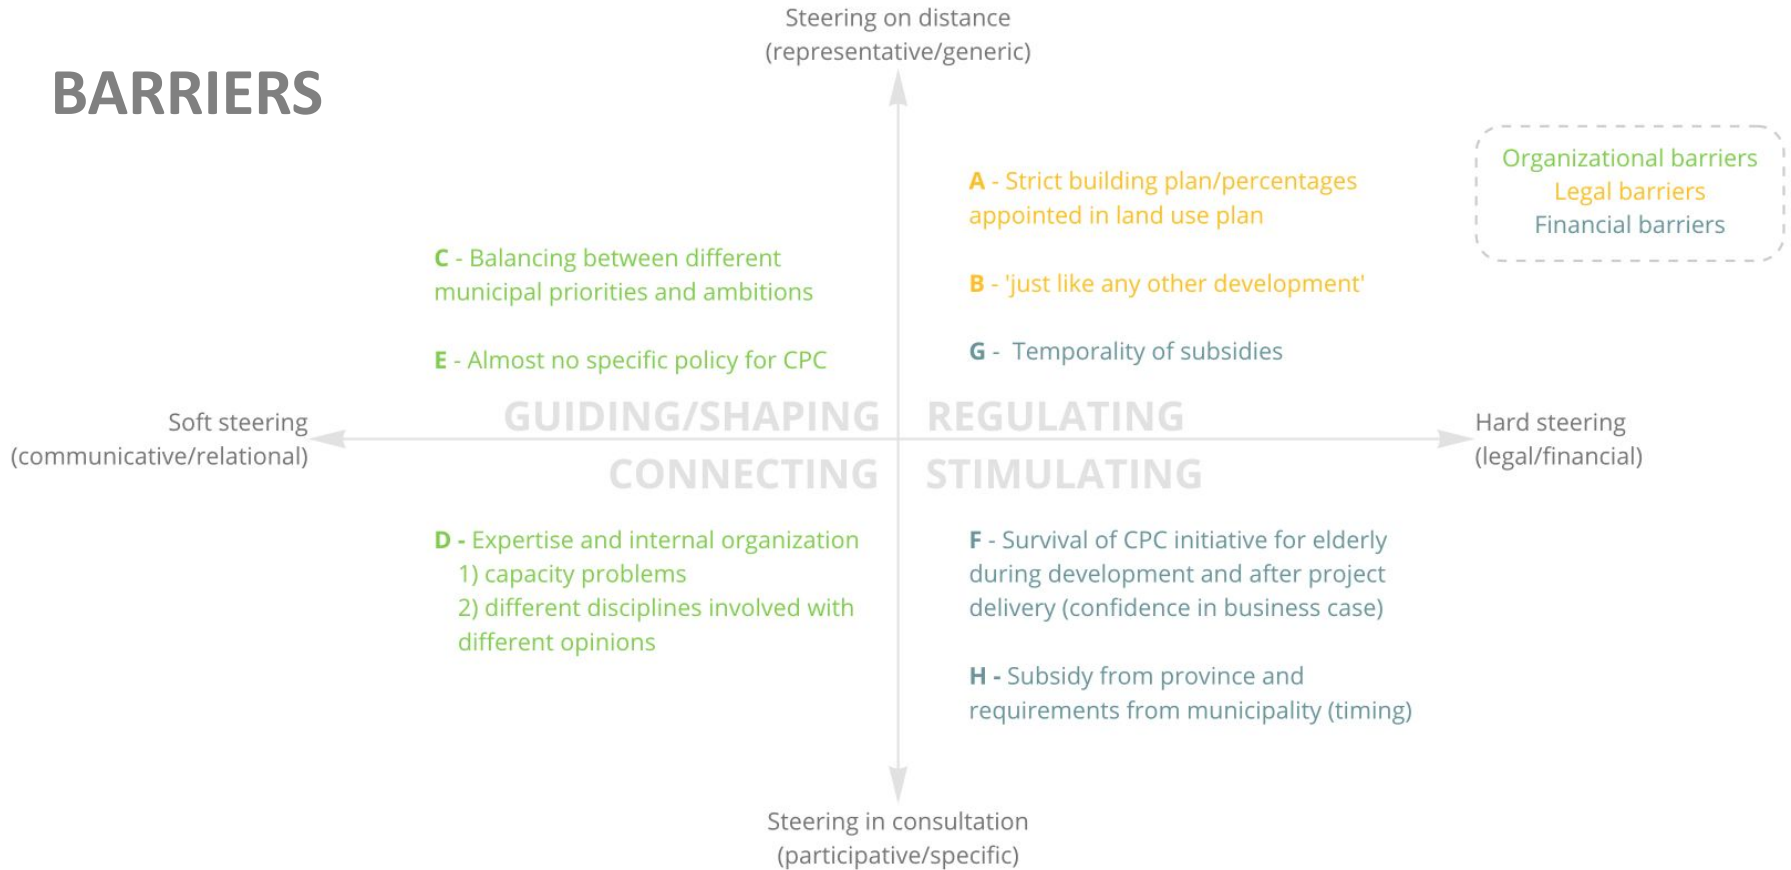 Steering on distance
(representative/generic)
BARRIERS
Organizational barriers
Legal barriers
Financial barriers
A - Strict building plan/percentages
appointed in land use plan
C - Balancing between different
municipal priorities and ambitions
B - 'just like any other development'
E - Almost no specific policy for CPC
G -  Temporality of subsidies
GUIDING/SHAPING
REGULATING
Soft steering
(communicative/relational)
Hard steering
(legal/financial)
CONNECTING
STIMULATING
D - Expertise and internal organization
1) capacity problems
2) different disciplines involved with
different opinions
F - Survival of CPC initiative for elderly
during development and after project
delivery (confidence in business case)
H - Subsidy from province and
requirements from municipality (timing)
Steering in consultation
(participative/specific)